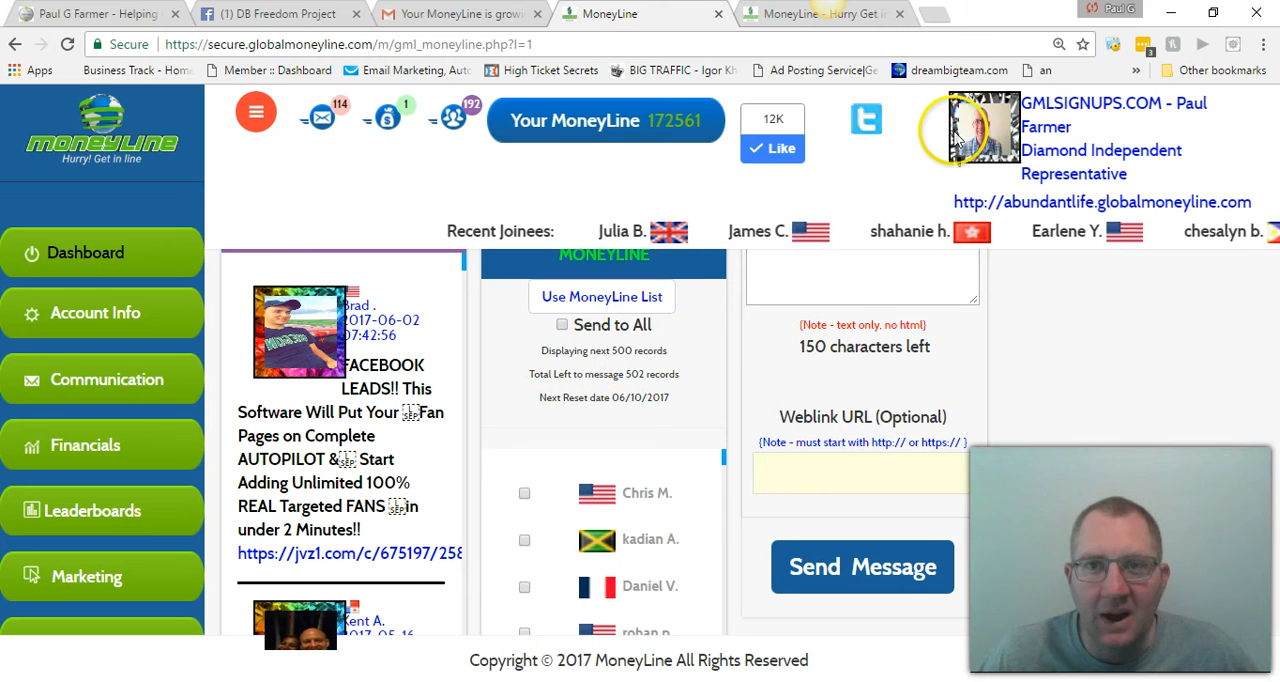 Paul G Farmer - Helping
(1) DB Freedom Project
Your MoneyLine is growi
MoneyLine
MoneyLine - Hurry Get in
Paul G
Secure
https://secure.globalmoneyline.com/m/gml_moneyline.php?l=1
3
Apps
Business Track - Home
Member :: Dashboard
Email Marketing, Auto
High Ticket Secrets
BIG TRAFFIC - Igor Kh
Ad Posting Service|Ge
dreambigteam.com
an
»
Other bookmarks
MONEYLINE
Hurry! Get in line
114
1
192
Your MoneyLine 172561
12K
Like
GMLSIGNUPS.COM - Paul
Farmer
Diamond Independent
Representative
http://abundantlife.globalmoneyline.com
Recent Joinees:
Julia B.
James C.
shahanie h.
Earlene Y.
chesalyn b.
Dashboard
Account Info
Communication
Financials
Leaderboards
Marketing
Brad .
2017-06-02
07:42:56
FACEBOOK
LEADS!! This
Software Will Put Your SEP Fan
Pages on Complete
AUTOPILOT & SEP Start
Adding Unlimited 100%
REAL Targeted FANS SEP in
under 2 Minutes!!
https://jvz1.com/c/675197/258
Kent A.
2017-05-16
MONEYLINE
Use MoneyLine List
Send to All
Displaying next 500 records
Total Left to message 502 records
Next Reset date 06/10/2017
Chris M.
kadian A.
Daniel V.
rohan p.
(Note - text only, no html)
150 characters left
Weblink URL (Optional)
{Note - must start with http:// or https:// }
Send Message
Copyright © 2017 MoneyLine All Rights Reserved